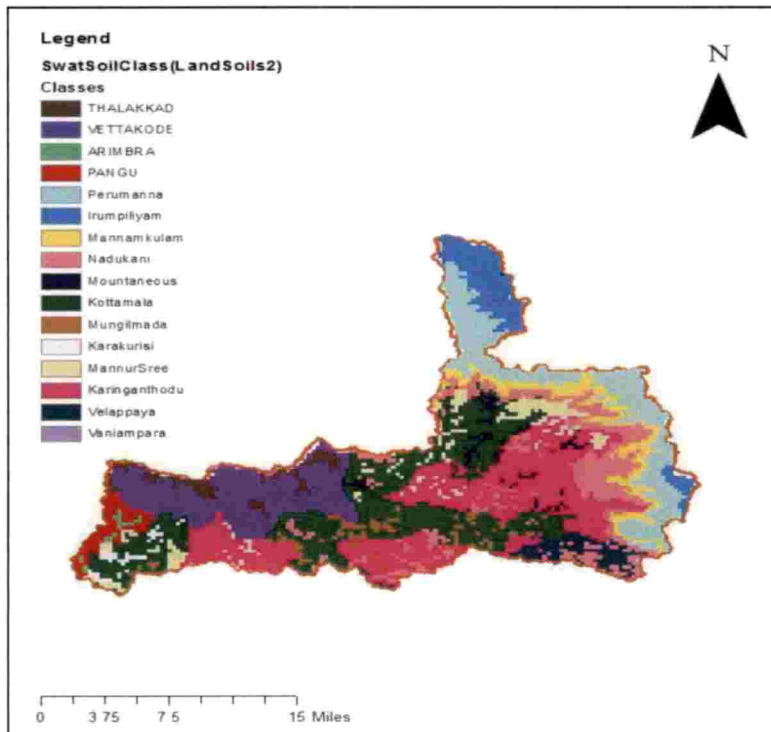 Legend
SwatSoilClass(LandSoils2)
Classes
THALAKKAD
VETTAKODE
ARIMBRA
PANGU
Perumanna
Irumpiliyam
Mannamkulam
Nadukani
Mountaneous
Kottamala
Mungilmada
Karakurisi
MannurSree
Karinganthodu
Velappaya
Vaniampara
N
0 3 75 7 5 15 Miles